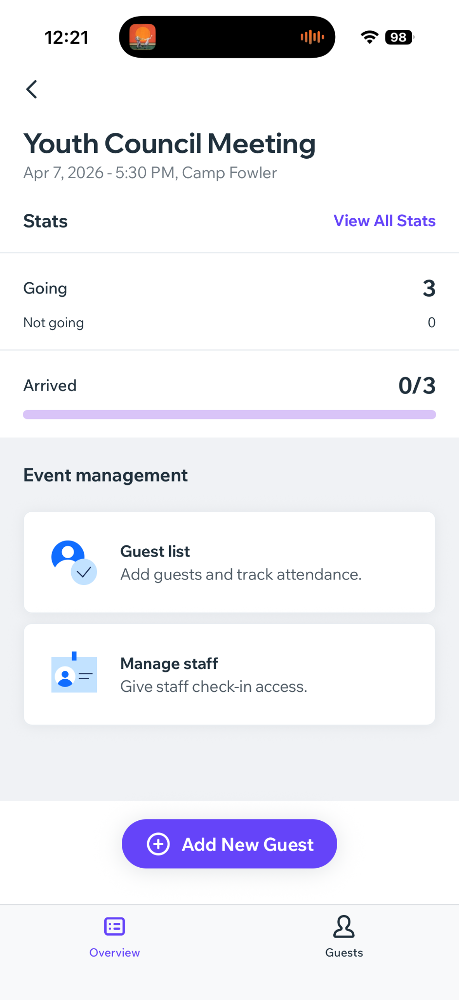 12:21
98
Youth Council Meeting
Apr 7, 2026 - 5:30 PM, Camp Fowler
Stats
View All Stats
Going
3
Not going
0
Arrived
0/3
Event management
Guest list
Add guests and track attendance.
Manage staff
Give staff check-in access.
Add New Guest
Overview
Guests